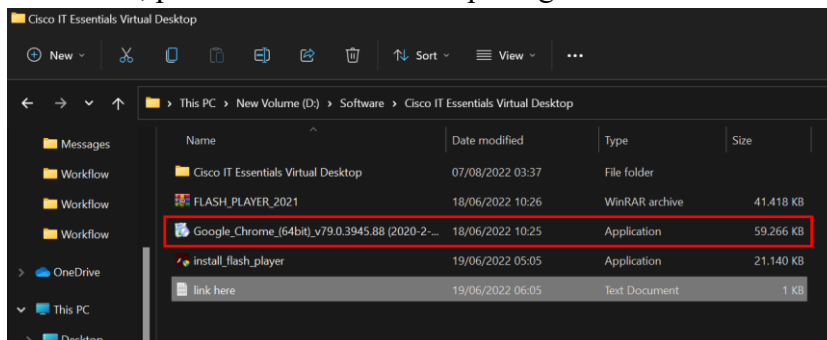 Cisco IT Essentials Virtual Desktop
New Sort View
This PC > New Volume (D:) > Software > Cisco IT Essentials Virtual Desktop
Name Date modified Type Size
Messages
Workflow
Workflow
Workflow
OneDrive
This PC
Desktop
Cisco IT Essentials Virtual Desktop 07/08/2022 03:37 File folder
FLASH_PLAYER_2021 18/06/2022 10:26 WinRAR archive 41.418 KB
Google_Chrome_(64bit)_v79.0.3945.88 (2020-2-... 18/06/2022 10:25 Application 59.266 KB
install_flash_player 19/06/2022 05:05 Application 21.140 KB
link here 19/06/2022 06:05 Text Document 1 KB